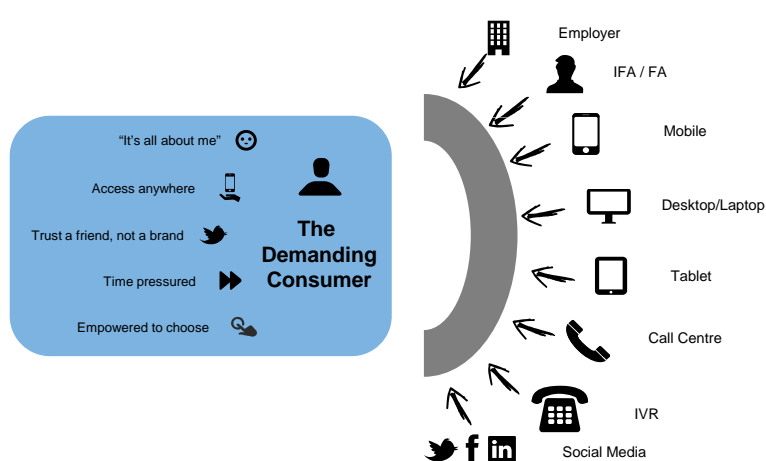 “It’s all about me”
Access anywhere
Trust a friend, not a brand
Time pressured
Empowered to choose
The
Demanding
Consumer
Employer
IFA / FA
Mobile
Desktop/Laptop
Tablet
Call Centre
IVR
Social Media